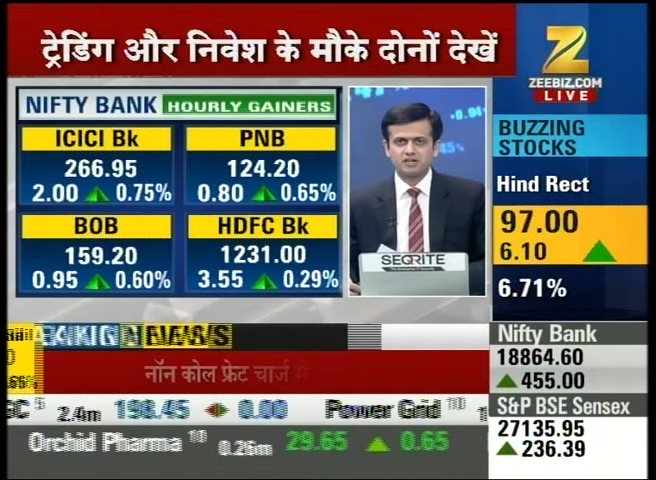 ट्रेडिंग और निवेश के मौके दोनों देखें
Z
ZEEBIZ.COM
LIVE
NIFTY BANK HOURLY GAINERS
ICICI Bk
266.95
2.00 0.75%
PNB
124.20
0.80 0.65%
BOB
159.20
0.95 0.60%
HDFC Bk
1231.00
3.55 0.29%
SEQRITE
BUZZING
STOCKS
Hind Rect
97.00
6.10
6.71%
NEWS
नॉन कोल फ्रेट चार्ज में
Nifty Bank
18864.60
455.00
S&P BSE Sensex
27135.95
236.39
2.4m 198.45 0.00 Power Grid 10
Orchid Pharma 10 0.26m 29.65 0.65